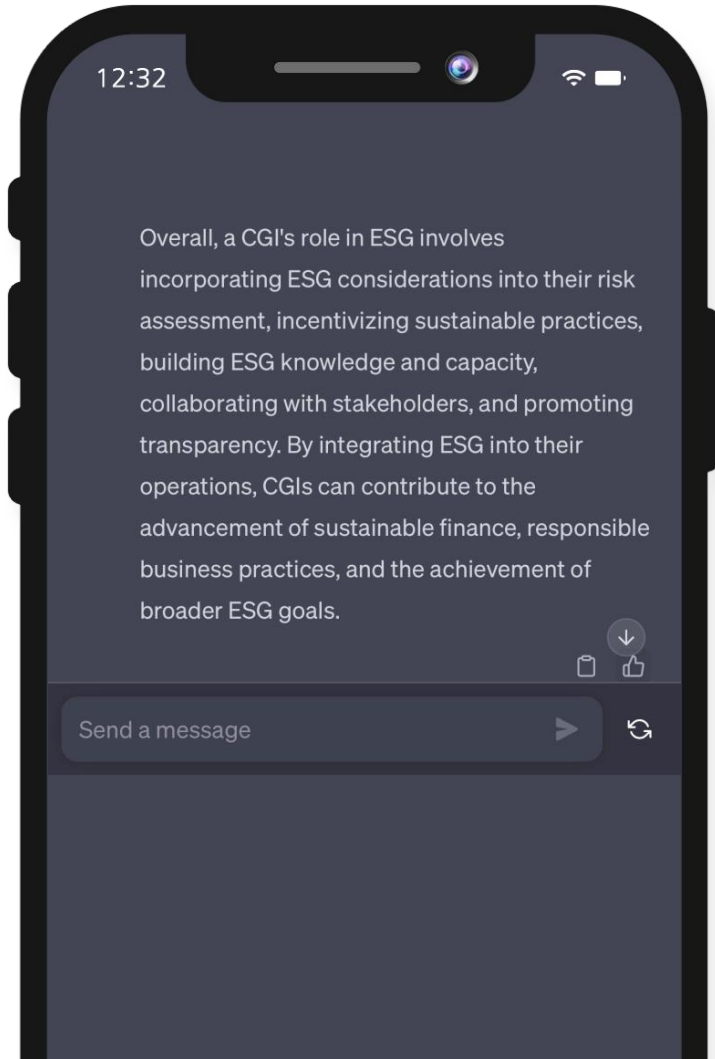 12:32
Overall, a CGI's role in ESG involves
incorporating ESG considerations into their risk
assessment, incentivizing sustainable practices,
building ESG knowledge and capacity,
collaborating with stakeholders, and promoting
transparency. By integrating ESG into their
operations, CGIs can contribute to the
advancement of sustainable finance, responsible
business practices, and the achievement of
broader ESG goals.
Send a message